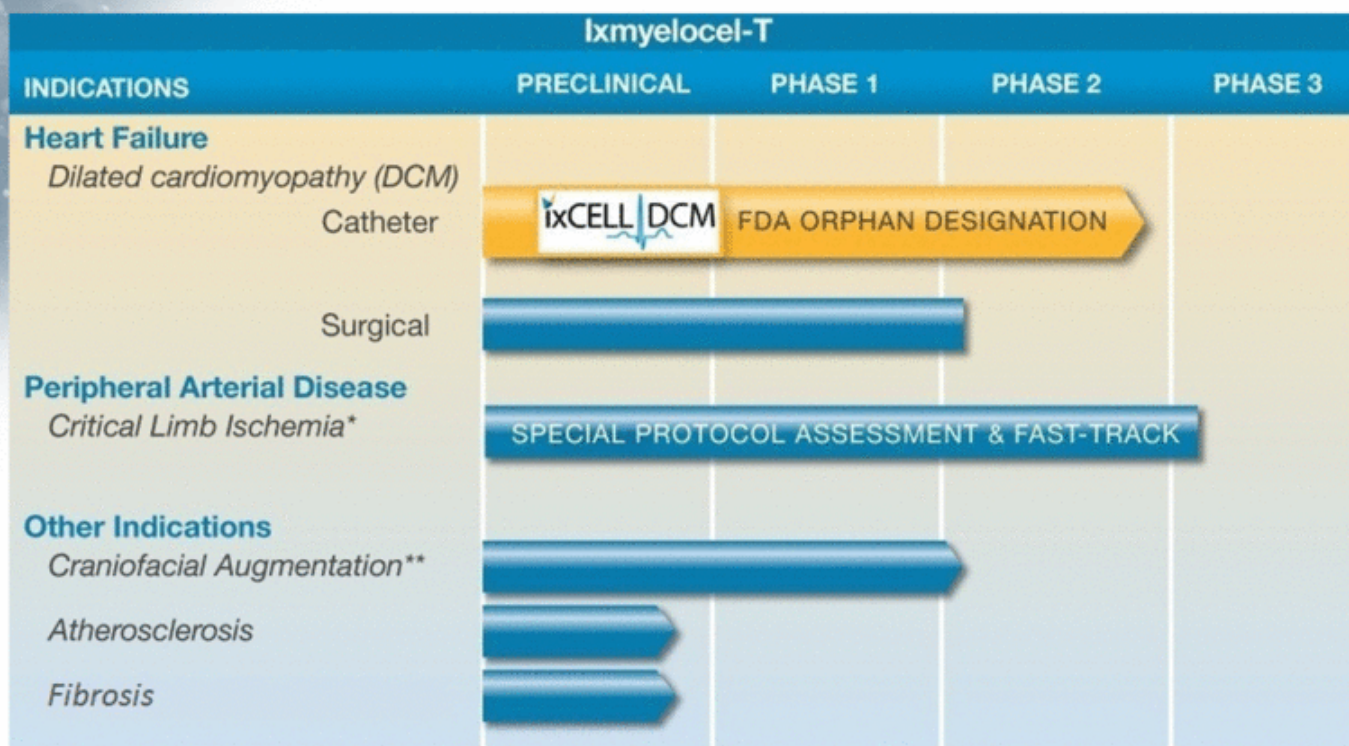 Ixmyelocel-T
INDICATIONS PRECLINICAL PHASE 1 PHASE 2 PHASE 3
Heart Failure
Dilated cardiomyopathy (DCM)
Catheter ixCELL DCM FDA ORPHAN DESIGNATION
Surgical
Peripheral Arterial Disease
Critical Limb Ischemia* SPECIAL PROTOCOL ASSESSMENT & FAST-TRACK
Other Indications
Craniofacial Augmentation**
Atherosclerosis
Fibrosis